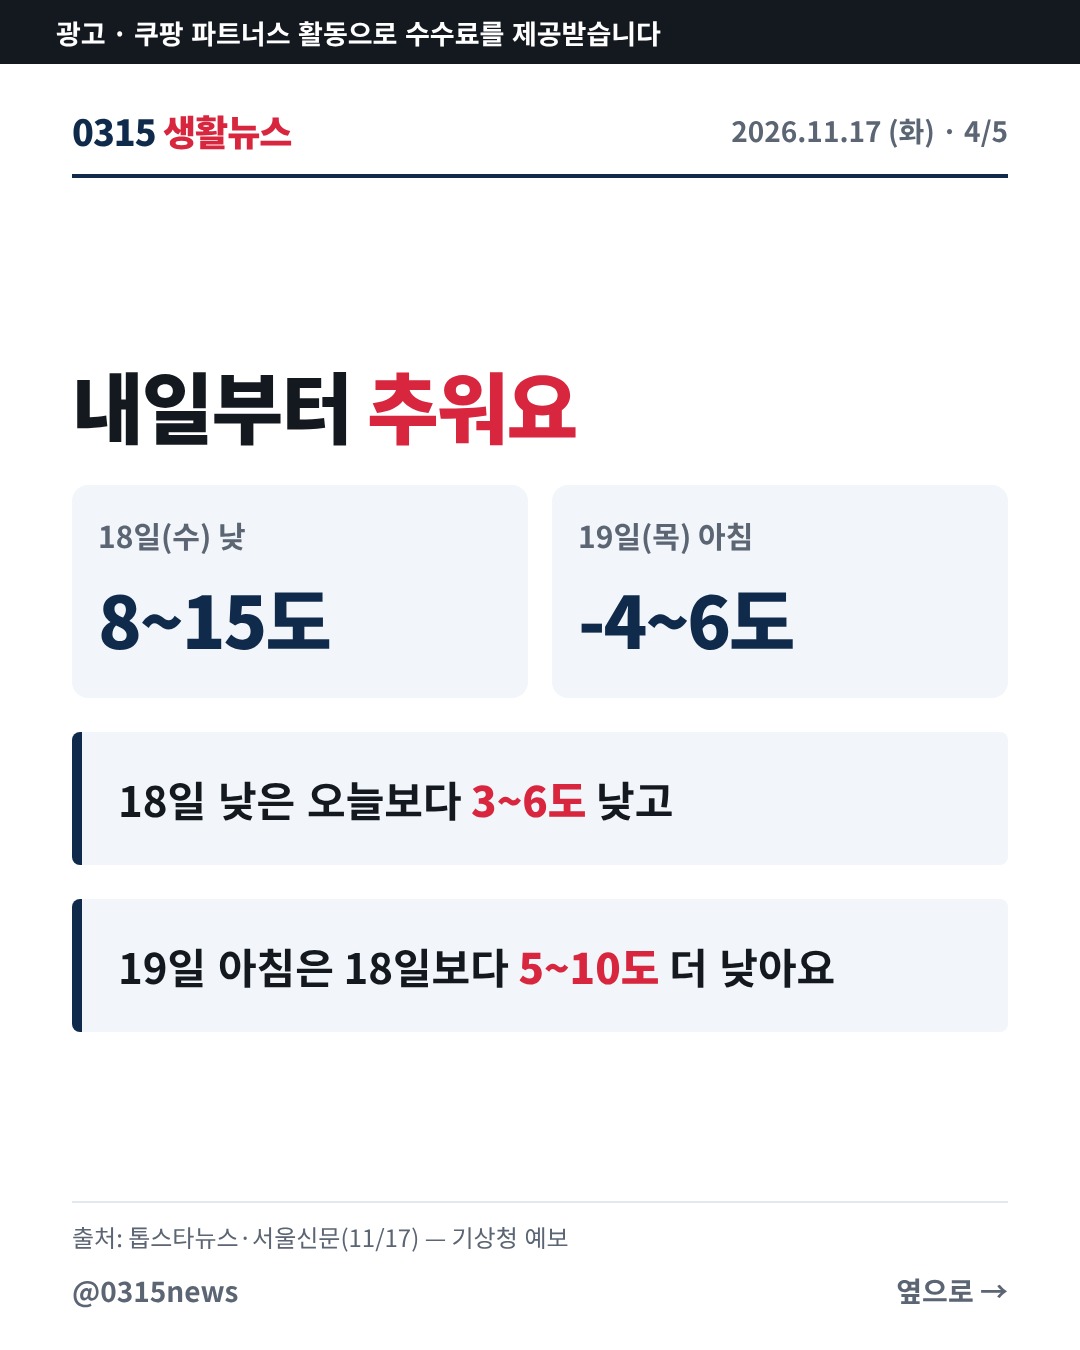 광고 · 쿠팡 파트너스 활동으로 수수료를 제공받습니다
0315 생활뉴스
2026.11.17 (화) · 4/5
내일부터 추워요
18일(수) 낮
8~15도
19일(목) 아침
-4~6도
18일 낮은 오늘보다 3~6도 낮고
19일 아침은 18일보다 5~10도 더 낮아요
출처: 톱스타뉴스·서울신문(11/17) — 기상청 예보
@0315news
옆으로 →